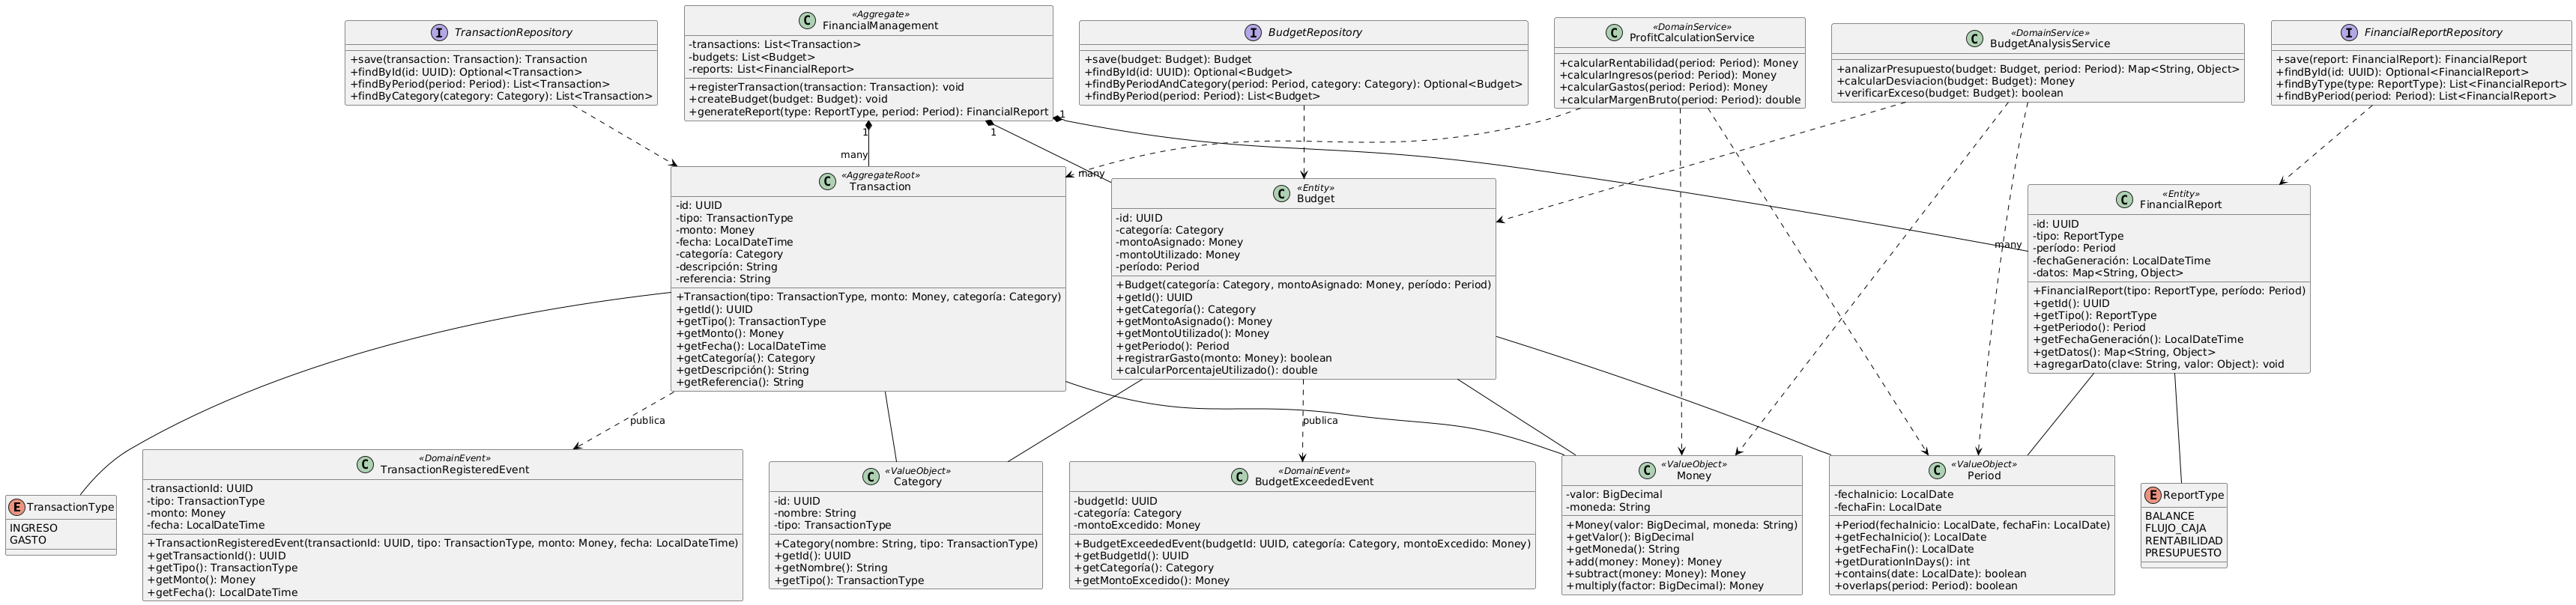 I TransactionRepository
+save(transaction: Transaction): Transaction
+findById(id: UUID): Optional<Transaction>
+findByPeriod(period: Period): List<Transaction>
+findByCategory(category: Category): List<Transaction>
«Aggregate»
C FinancialManagement
-transactions: List<Transaction>
-budgets: List<Budget>
-reports: List<FinancialReport>
+registerTransaction(transaction: Transaction): void
+createBudget(budget: Budget): void
+generateReport(type: ReportType, period: Period): FinancialReport
I BudgetRepository
+save(budget: Budget): Budget
+findById(id: UUID): Optional<Budget>
+findByPeriodAndCategory(period: Period, category: Category): Optional<Budget>
+findByPeriod(period: Period): List<Budget>
«DomainService»
C ProfitCalculationService
+calcularRentabilidad(period: Period): Money
+calcularIngresos(period: Period): Money
+calcularGastos(period: Period): Money
+calcularMargenBruto(period: Period): double
«DomainService»
C BudgetAnalysisService
+analizarPresupuesto(budget: Budget, period: Period): Map<String, Object>
+calcularDesviacion(budget: Budget): Money
+verificarExceso(budget: Budget): boolean
I FinancialReportRepository
+save(report: FinancialReport): FinancialReport
+findById(id: UUID): Optional<FinancialReport>
+findByType(type: ReportType): List<FinancialReport>
+findByPeriod(period: Period): List<FinancialReport>
1
1
1
many
many
many
«AggregateRoot»
C Transaction
-id: UUID
-tipo: TransactionType
-monto: Money
-fecha: LocalDateTime
-categoría: Category
-descripción: String
-referencia: String
+Transaction(tipo: TransactionType, monto: Money, categoría: Category)
+getId(): UUID
+getTipo(): TransactionType
+getMonto(): Money
+getFecha(): LocalDateTime
+getCategoría(): Category
+getDescripción(): String
+getReferencia(): String
«Entity»
C Budget
-id: UUID
-categoría: Category
-montoAsignado: Money
-montoUtilizado: Money
-período: Period
+Budget(categoría: Category, montoAsignado: Money, período: Period)
+getId(): UUID
+getCategoría(): Category
+getMontoAsignado(): Money
+getMontoUtilizado(): Money
+getPeriodo(): Period
+registrarGasto(monto: Money): boolean
+calcularPorcentajeUtilizado(): double
«Entity»
C FinancialReport
-id: UUID
-tipo: ReportType
-período: Period
-fechaGeneración: LocalDateTime
-datos: Map<String, Object>
+FinancialReport(tipo: ReportType, período: Period)
+getId(): UUID
+getTipo(): ReportType
+getPeriodo(): Period
+getFechaGeneración(): LocalDateTime
+getDatos(): Map<String, Object>
+agregarDato(clave: String, valor: Object): void
publica
publica
E TransactionType
INGRESO
GASTO
«DomainEvent»
C TransactionRegisteredEvent
-transactionId: UUID
-tipo: TransactionType
-monto: Money
-fecha: LocalDateTime
+TransactionRegisteredEvent(transactionId: UUID, tipo: TransactionType, monto: Money, fecha: LocalDateTime)
+getTransactionId(): UUID
+getTipo(): TransactionType
+getMonto(): Money
+getFecha(): LocalDateTime
«ValueObject»
C Category
-id: UUID
-nombre: String
-tipo: TransactionType
+Category(nombre: String, tipo: TransactionType)
+getId(): UUID
+getNombre(): String
+getTipo(): TransactionType
«DomainEvent»
C BudgetExceededEvent
-budgetId: UUID
-categoría: Category
-montoExcedido: Money
+BudgetExceededEvent(budgetId: UUID, categoría: Category, montoExcedido: Money)
+getBudgetId(): UUID
+getCategoría(): Category
+getMontoExcedido(): Money
«ValueObject»
C Money
-valor: BigDecimal
-moneda: String
+Money(valor: BigDecimal, moneda: String)
+getValor(): BigDecimal
+getMoneda(): String
+add(money: Money): Money
+subtract(money: Money): Money
+multiply(factor: BigDecimal): Money
«ValueObject»
C Period
-fechaInicio: LocalDate
-fechaFin: LocalDate
+Period(fechaInicio: LocalDate, fechaFin: LocalDate)
+getFechaInicio(): LocalDate
+getFechaFin(): LocalDate
+getDurationInDays(): int
+contains(date: LocalDate): boolean
+overlaps(period: Period): boolean
E ReportType
BALANCE
FLUJO_CAJA
RENTABILIDAD
PRESUPUESTO